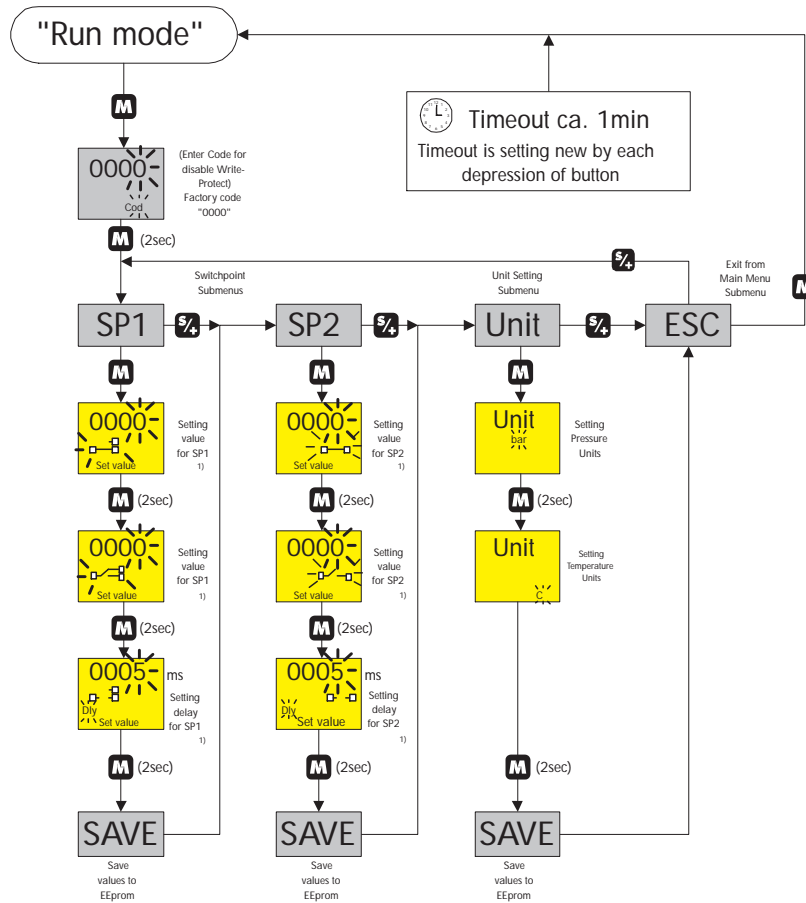 "Run mode"
M
Timeout ca. 1min
Timeout is setting new by each
depression of button
0000
Cod
(Enter Code for
disable Write-
Protect)
Factory code
"0000"
M (2sec)
S/+
Switchpoint
Submenus
Unit Setting
Submenu
Exit from
Main Menu
Submenu
M
SP1
S/+
SP2
S/+
Unit
S/+
ESC
M
M
M
0000
Set value
Setting
value
for SP1
1)
0000
Set value
Setting
value
for SP2
1)
Unit
bar
Setting
Pressure
Units
M (2sec)
M (2sec)
M (2sec)
0000
Set value
Setting
value
for SP1
1)
0000
Set value
Setting
value
for SP2
1)
Unit
C
Setting
Temperature
Units
M (2sec)
M (2sec)
0005 ms
Dly
Set value
Setting
delay
for SP1
1)
0005 ms
Dly
Set value
Setting
delay
for SP2
1)
M (2sec)
M (2sec)
M (2sec)
SAVE
SAVE
SAVE
Save
values to
EEprom
Save
values to
EEprom
Save
values to
EEprom